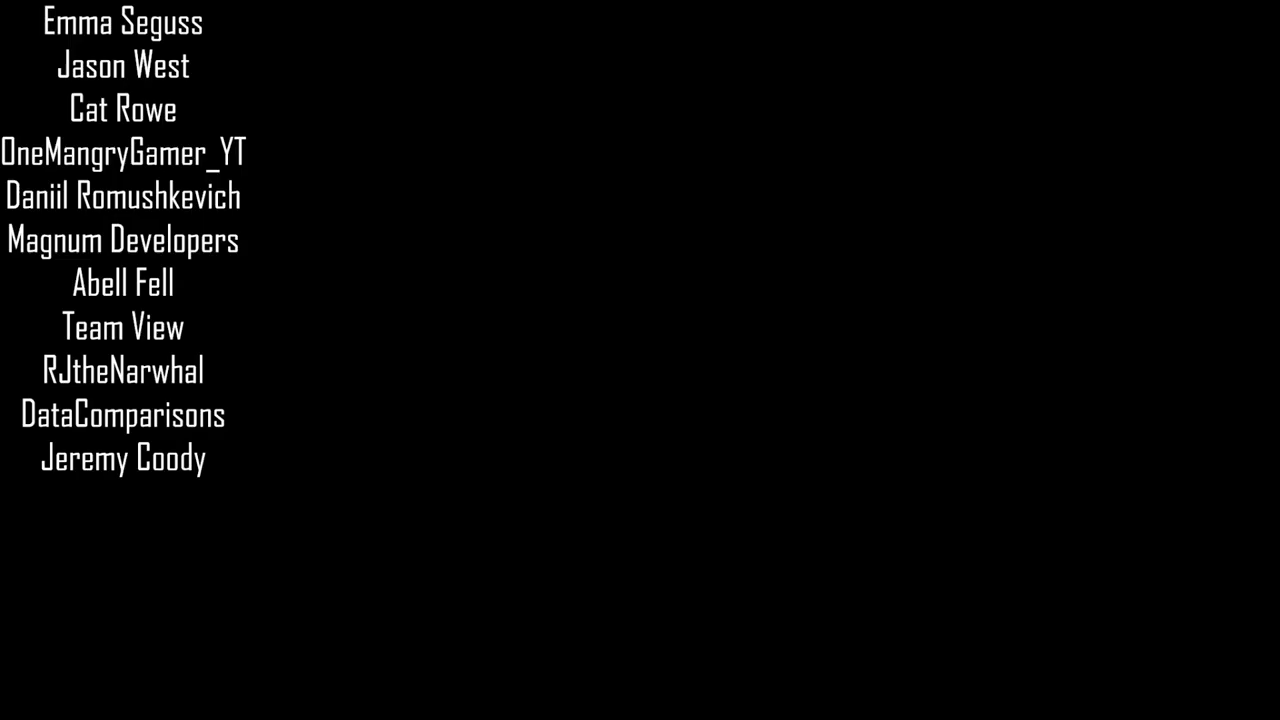 Emma Seguss
Jason West
Cat Rowe
OneMangryGamer_YT
Daniil Romushkevich
Magnum Developers
Abell Fell
Team View
RJtheNarwhal
DataComparisons
Jeremy Coody